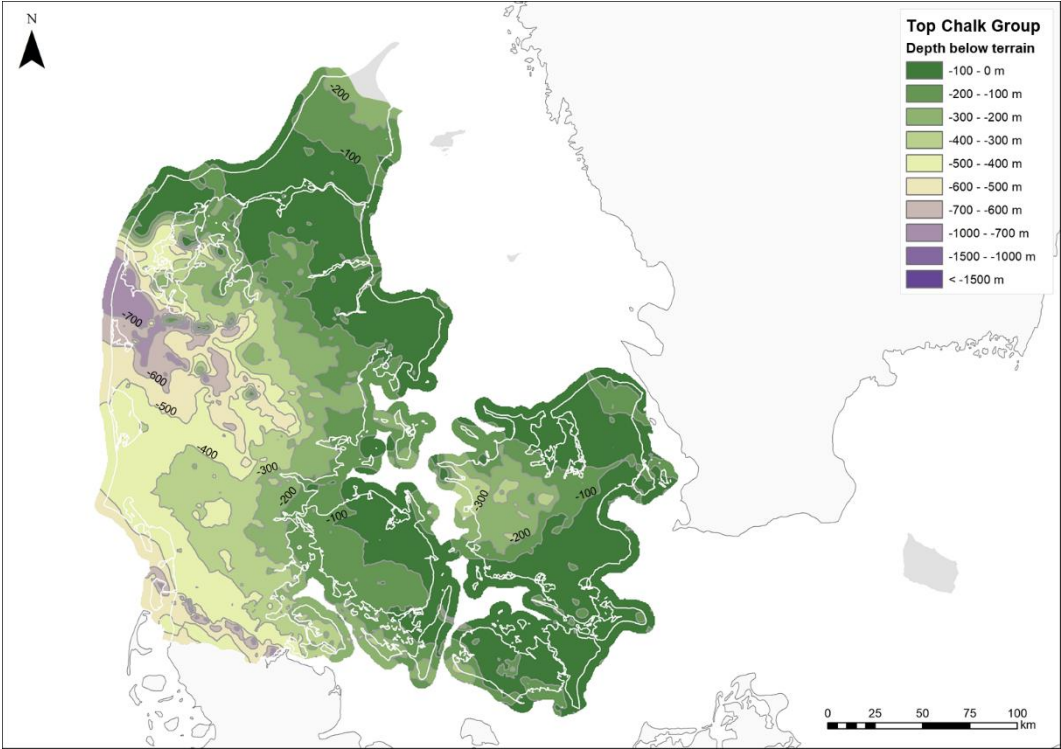 N
Top Chalk Group
Depth below terrain
-100 - 0 m
-200 - -100 m
-300 - -200 m
-400 - -300 m
-500 - -400 m
-600 - -500 m
-700 - -600 m
-1000 - -700 m
-1500 - -1000 m
< -1500 m
-200
-100
-700
-600
-500
-400
-300
-200
-100
-300
-100
-200
0 25 50 75 100
km